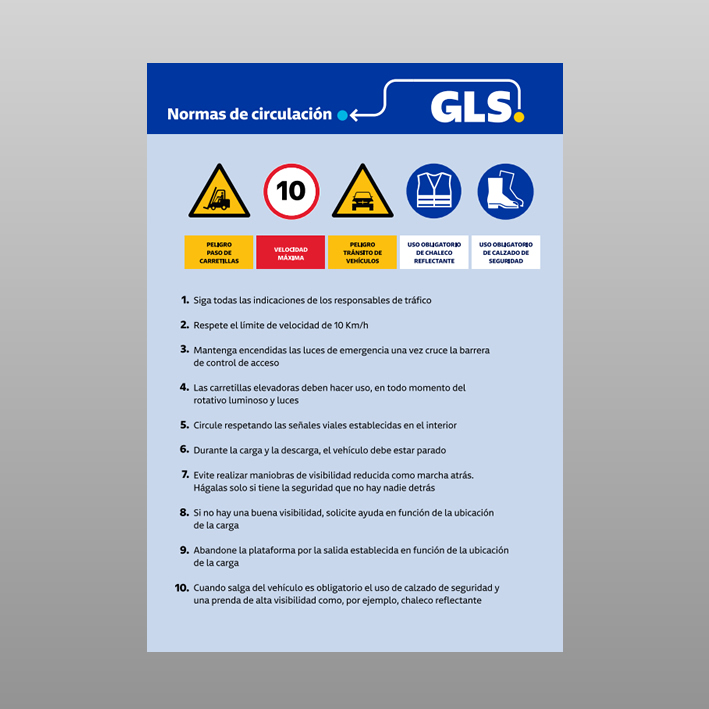 Normas de circulación
GLS.
10
PELIGRO
PASO DE
CARRETILLAS
VELOCIDAD
MÁXIMA
PELIGRO
TRÁNSITO DE
VEHÍCULOS
USO OBLIGATORIO
DE CHALECO
REFLECTANTE
USO OBLIGATORIO
DE CALZADO DE
SEGURIDAD
1. Siga todas las indicaciones de los responsables de tráfico
2. Respete el límite de velocidad de 10 Km/h
3. Mantenga encendidas las luces de emergencia una vez cruce la barrera
de control de acceso
4. Las carretillas elevadoras deben hacer uso, en todo momento del
rotativo luminoso y luces
5. Circule respetando las señales viales establecidas en el interior
6. Durante la carga y la descarga, el vehículo debe estar parado
7. Evite realizar maniobras de visibilidad reducida como marcha atrás.
Hágalas solo si tiene la seguridad que no hay nadie detrás
8. Si no hay una buena visibilidad, solicite ayuda en función de la ubicación
de la carga
9. Abandone la plataforma por la salida establecida en función de la ubicación
de la carga
10. Cuando salga del vehículo es obligatorio el uso de calzado de seguridad y
una prenda de alta visibilidad como, por ejemplo, chaleco reflectante